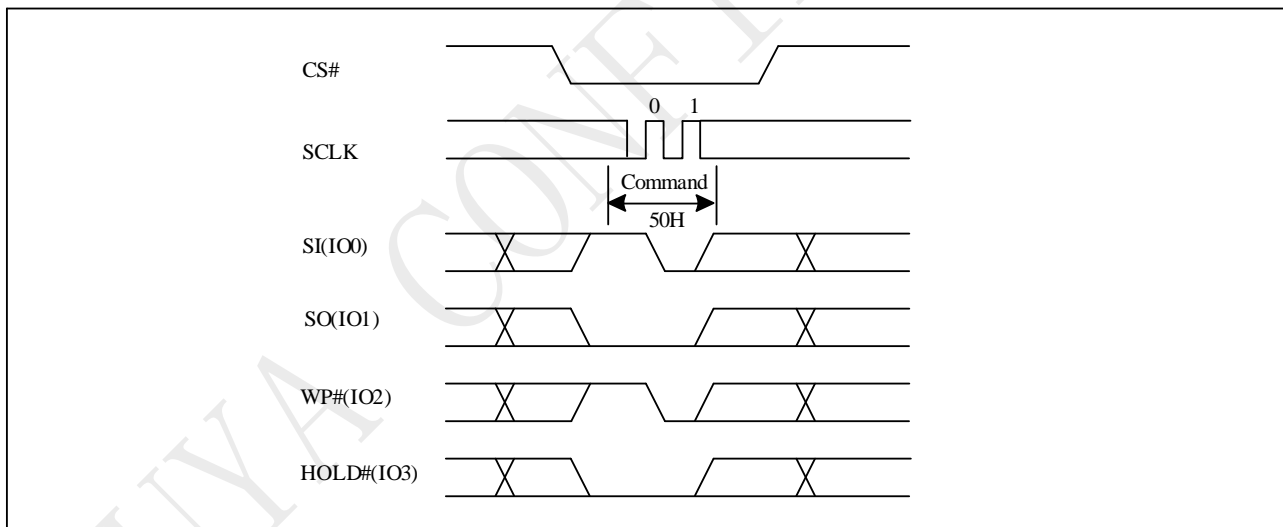 CS#
0 1
SCLK
Command
50H
SI(IO0)
SO(IO1)
WP#(IO2)
HOLD#(IO3)